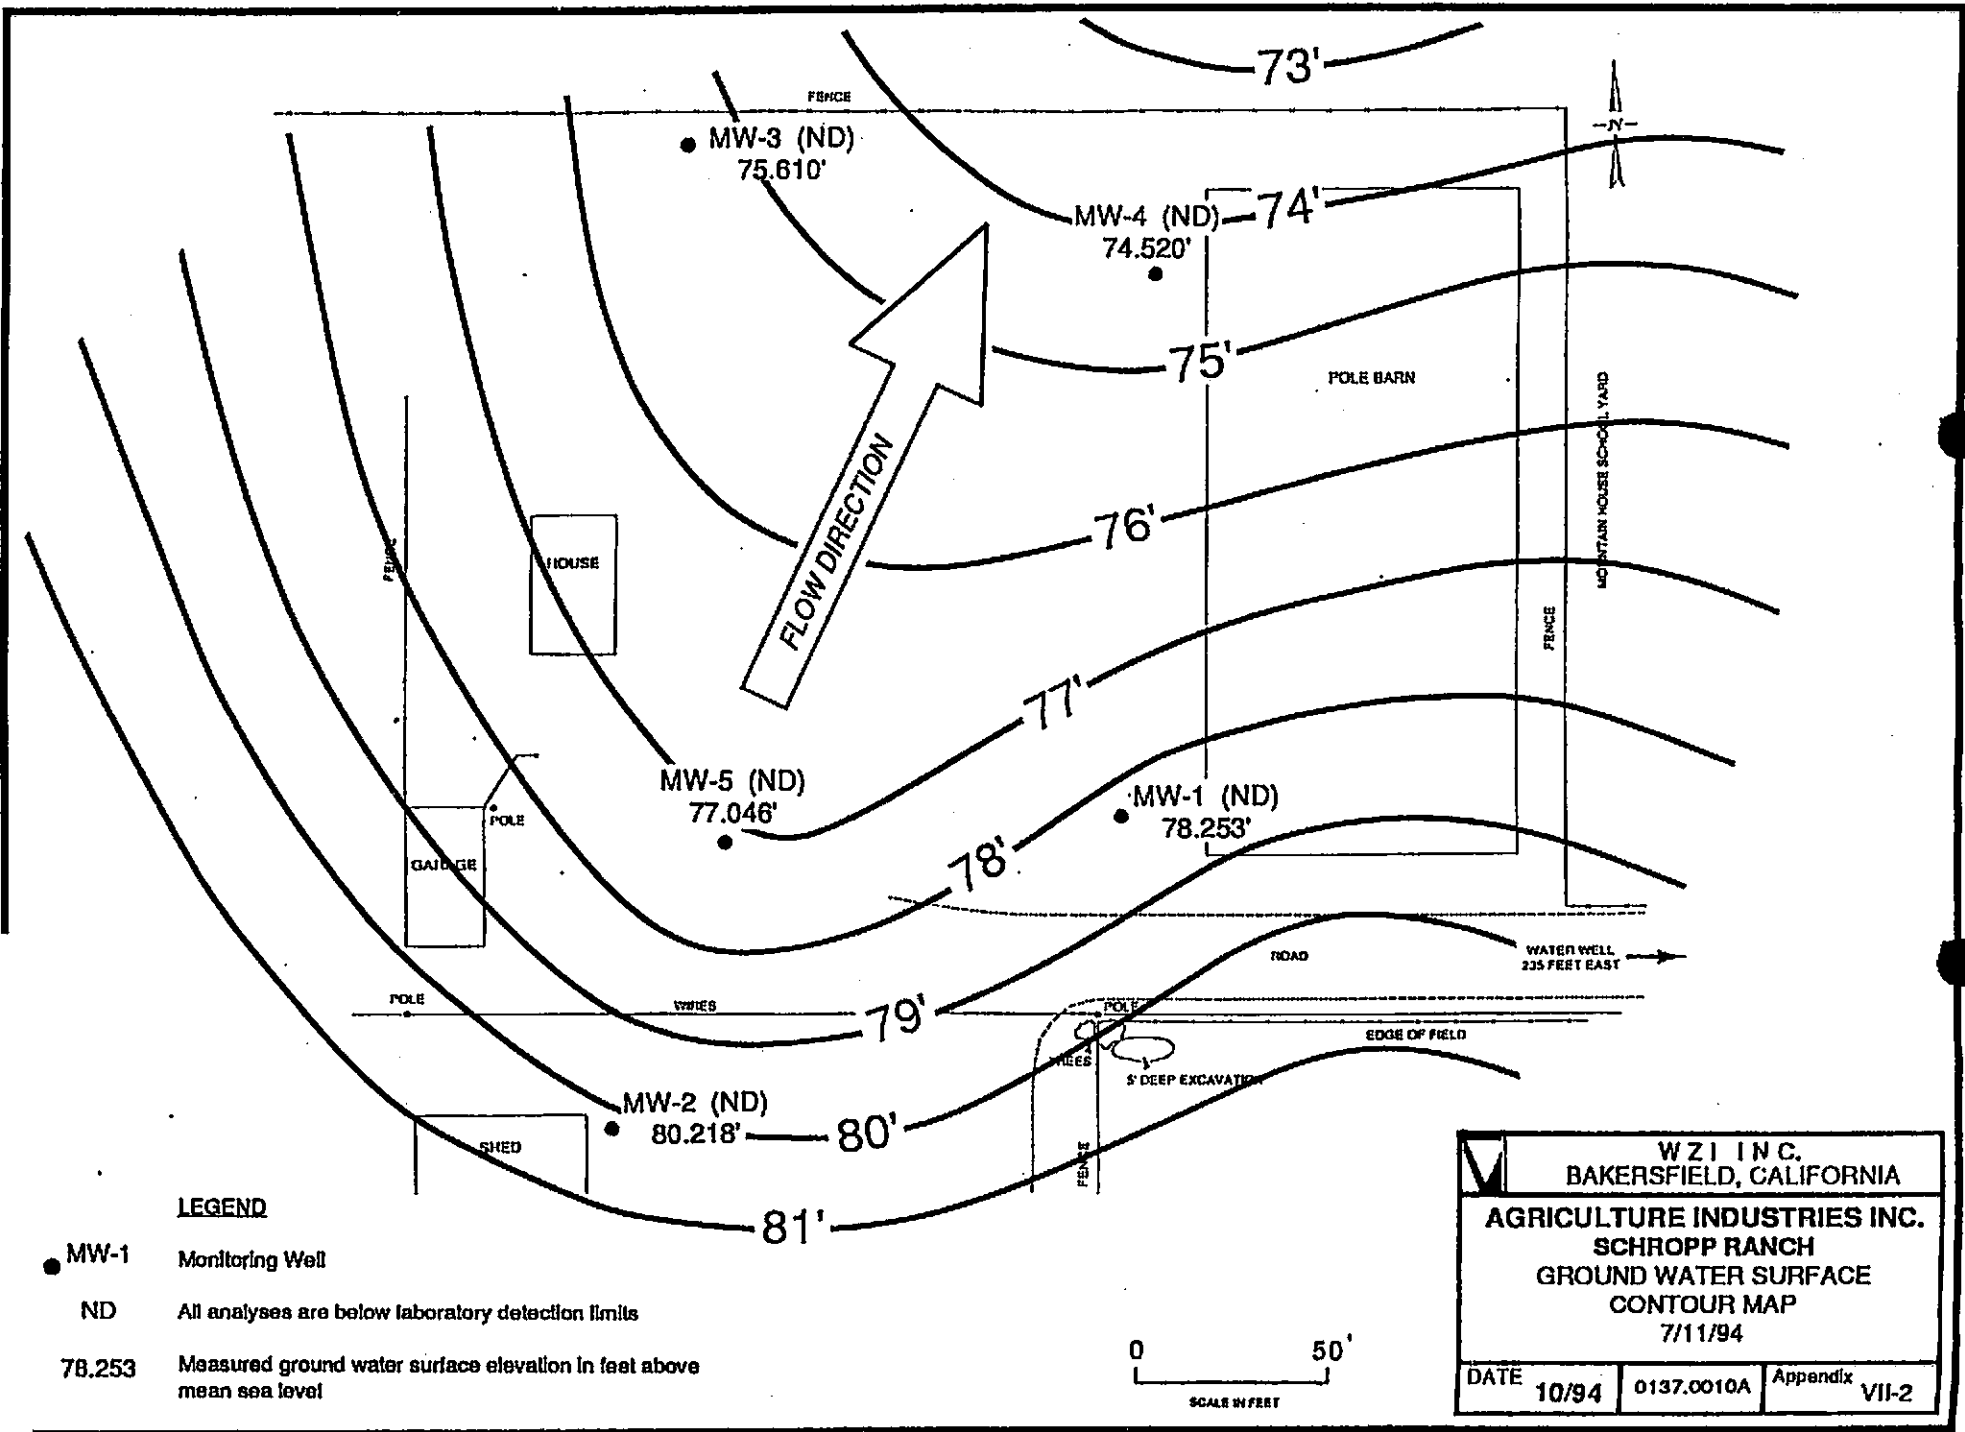 73'
FENCE
MW-3 (ND)
75.610'
-N-
MW-4 (ND)
74.520'
74'
75'
POLE BARN
MOUNTAIN HOUSE SCHOOL YARD
FLOW DIRECTION
76'
FENCE
HOUSE
FENCE
77'
MW-5 (ND)
77.046'
MW-1 (ND)
78.253'
POLE
78'
GARAGE
ROAD
WATER WELL
235 FEET EAST
POLE
WIRES
79'
POLE
EDGE OF FIELD
TREES
5' DEEP EXCAVATION
MW-2 (ND)
80.218'
80'
SHED
FENCE
81'
LEGEND
MW-1 Monitoring Well
ND All analyses are below laboratory detection limits
78.253 Measured ground water surface elevation in feet above
mean sea level
0 50'
SCALE IN FEET
WZI INC.
BAKERSFIELD, CALIFORNIA
AGRICULTURE INDUSTRIES INC.
SCHROPP RANCH
GROUND WATER SURFACE
CONTOUR MAP
7/11/94
DATE 10/94 0137.0010A Appendix VII-2